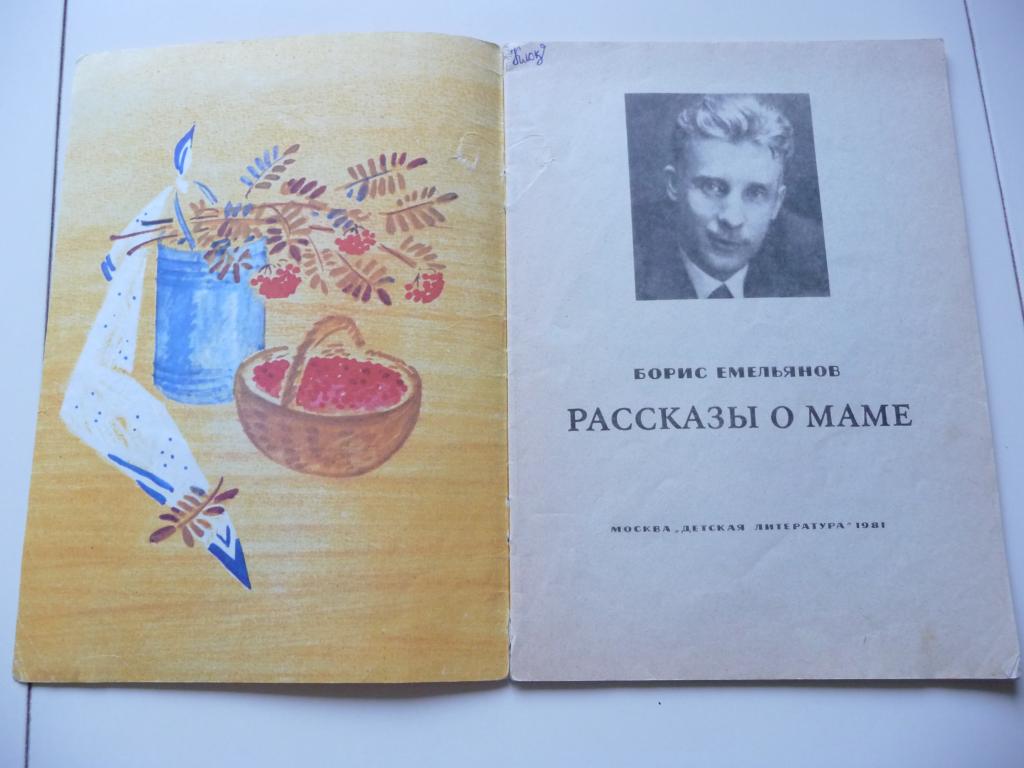 БОРИС ЕМЕЛЬЯНОВ
РАССКАЗЫ О МАМЕ
МОСКВА „ДЕТСКАЯ ЛИТЕРАТУРА" 1981